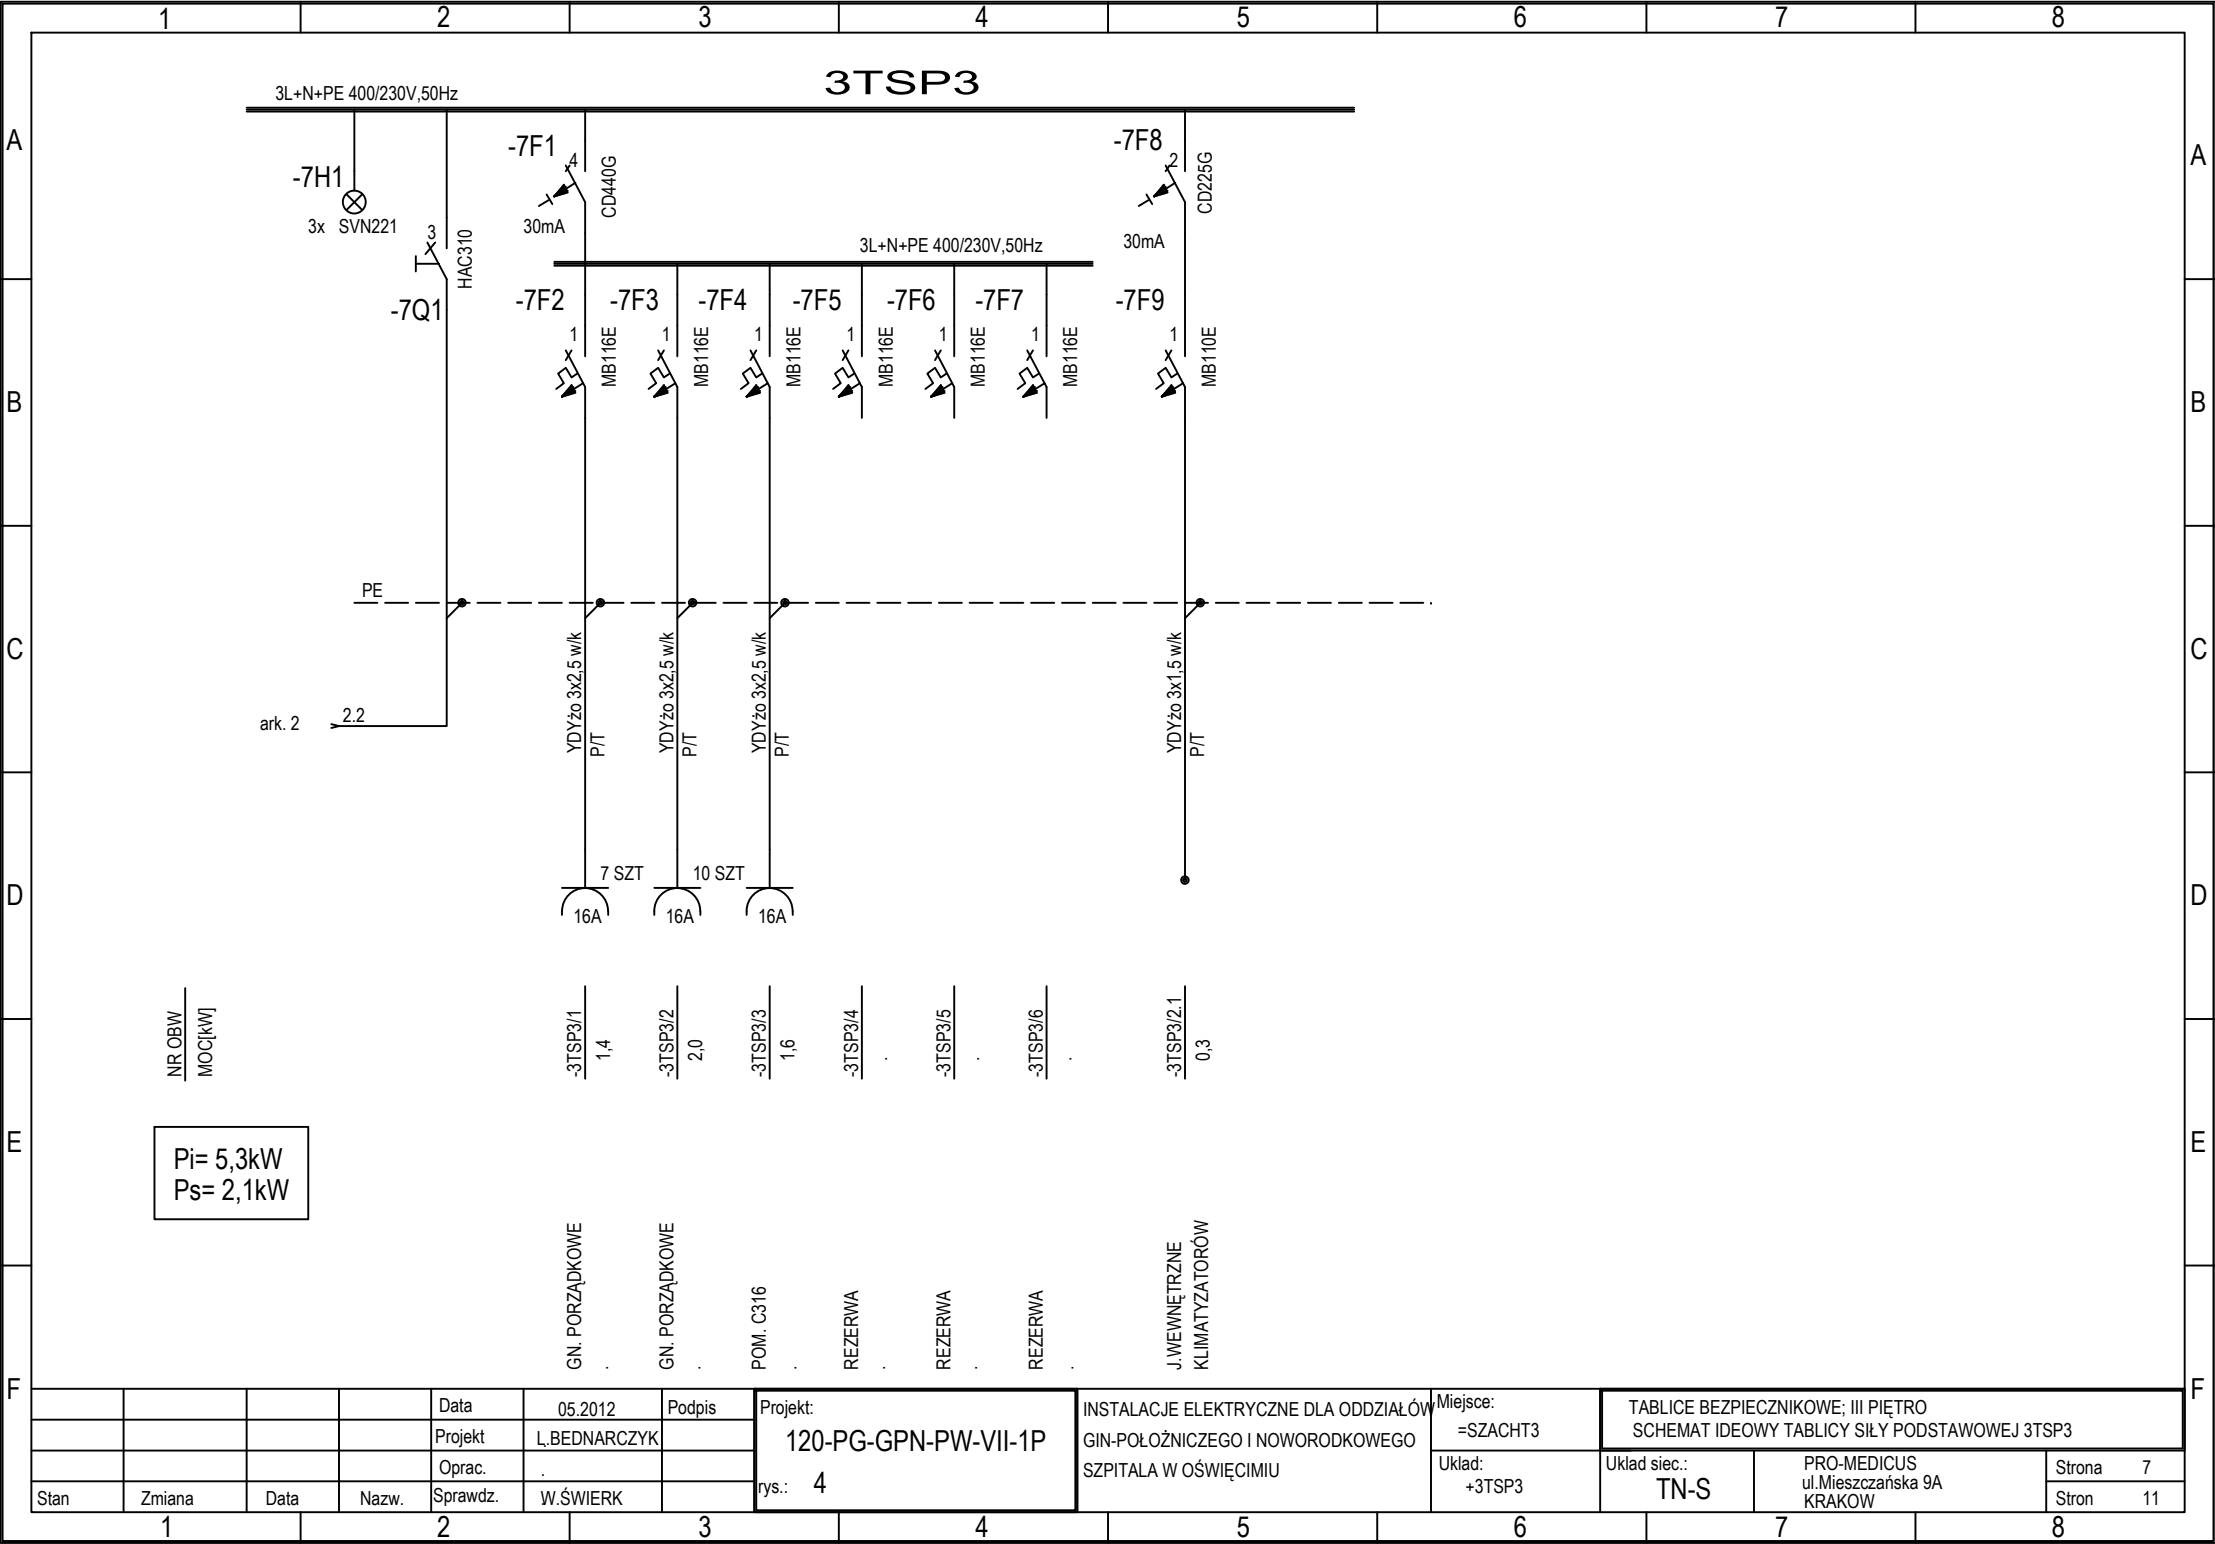 1 2 3 4 5 6 7 8
3TSP3
3L+N+PE 400/230V,50Hz
A
A
-7H1
3x SVN221
3
HAC310
-7Q1
-7F1
4
CD440G
30mA
-7F8
2
CD225G
30mA
3L+N+PE 400/230V,50Hz
-7F2 -7F3 -7F4 -7F5 -7F6 -7F7 -7F9
1 1 1 1 1 1 1
MB116E MB116E MB116E MB116E MB116E MB116E MB110E
B
B
PE
C
C
YDYżo 3x2,5 w/k
P/T
YDYżo 3x2,5 w/k
P/T
YDYżo 3x2,5 w/k
P/T
YDYżo 3x1,5 w/k
P/T
ark. 2
2.2
D
D
7 SZT 10 SZT
16A 16A 16A
NR OBW
MOC[kW]
-3TSP3/1
1,4
-3TSP3/2
2,0
-3TSP3/3
1,6
-3TSP3/4
.
-3TSP3/5
.
-3TSP3/6
.
-3TSP3/2.1
0,3
E
E
Pi= 5,3kW
Ps= 2,1kW
GN. PORZĄDKOWE
.
GN. PORZĄDKOWE
.
POM. C316
.
REZERWA
.
REZERWA
.
REZERWA
.
J.WEWNĘTRZNE
KLIMATYZATORÓW
F
F
Data 05.2012 Podpis
Projekt Ł.BEDNARCZYK
Oprac. .
Stan Zmiana Data Nazw. Sprawdz. W.ŚWIERK
Projekt:
120-PG-GPN-PW-VII-1P
rys.: 4
INSTALACJE ELEKTRYCZNE DLA ODDZIAŁÓW
GIN-POŁOŻNICZEGO I NOWORODKOWEGO
SZPITALA W OŚWIĘCIMIU
Miejsce:
=SZACHT3
Uklad:
+3TSP3
TABLICE BEZPIECZNIKOWE; III PIĘTRO
SCHEMAT IDEOWY TABLICY SIŁY PODSTAWOWEJ 3TSP3
Uklad siec.:
TN-S
PRO-MEDICUS
ul.Mieszczańska 9A
KRAKOW
Strona 7
Stron 11
1 2 3 4 5 6 7 8